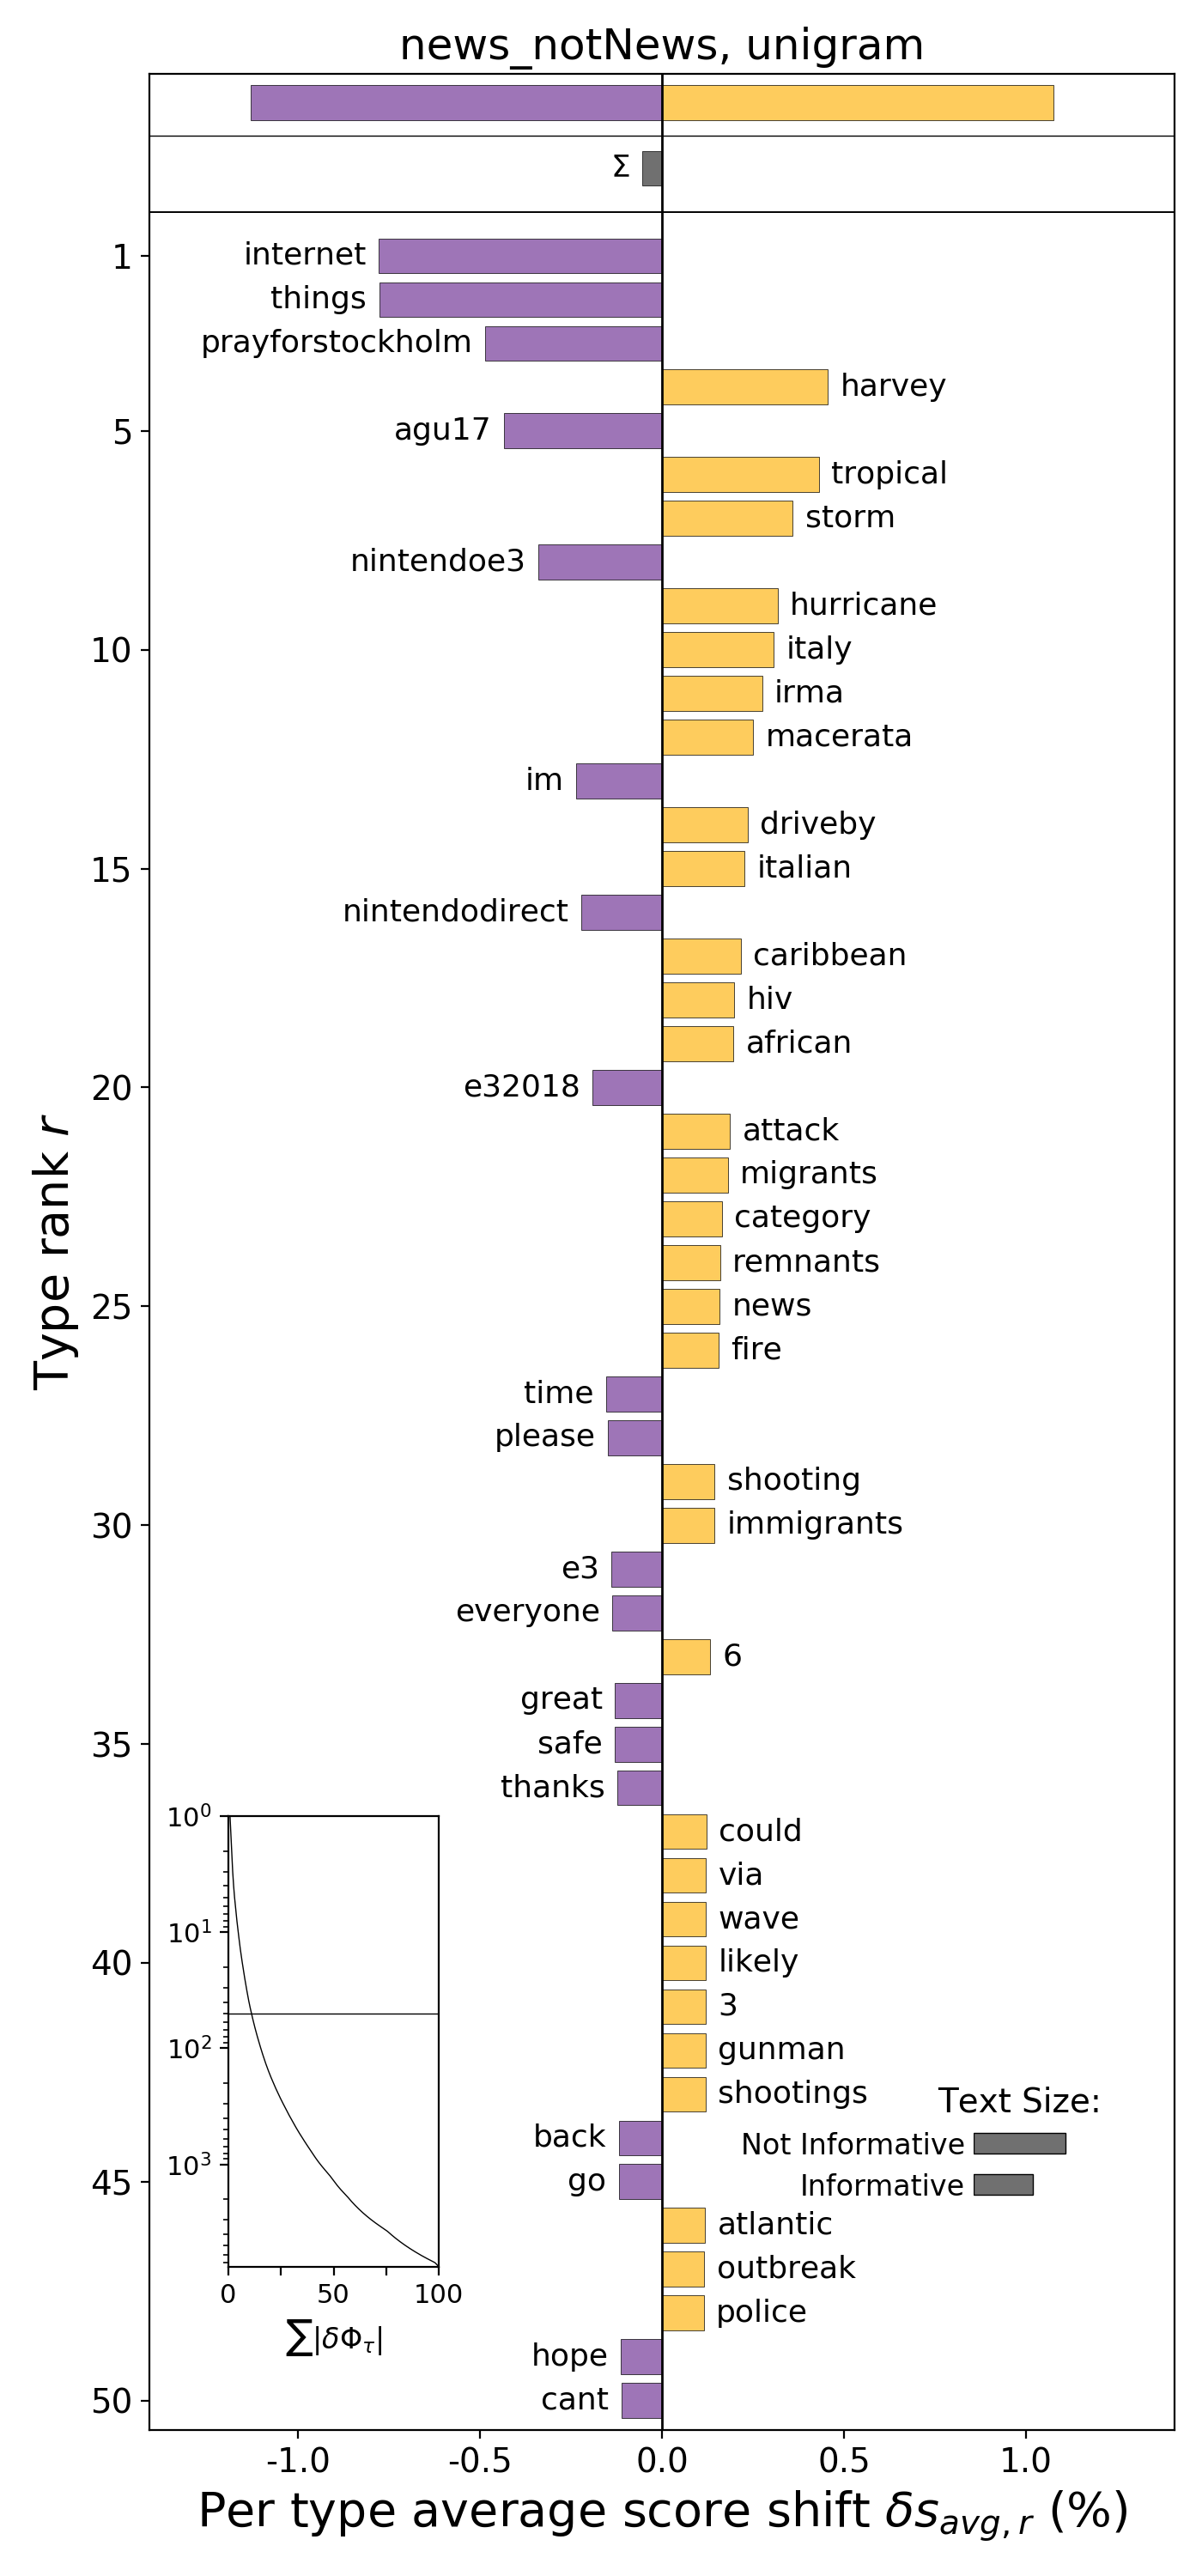 news_notNews, unigram
Σ
1
internet
things
prayforstockholm
harvey
5
agu17
tropical
storm
nintendoe3
hurricane
10
italy
irma
macerata
im
driveby
15
italian
nintendodirect
caribbean
hiv
african
20
e32018
attack
migrants
category
remnants
25
news
fire
time
please
shooting
30
immigrants
e3
everyone
6
great
35
safe
thanks
could
via
wave
40
likely
3
gunman
shootings
back
45
go
atlantic
outbreak
police
hope
50
cant
Type rank r
10⁰
10¹
10²
10³
0 50 100
∑|δΦτ|
Text Size:
Not Informative
Informative
-1.0 -0.5 0.0 0.5 1.0
Per type average score shift δs_avg,r (%)